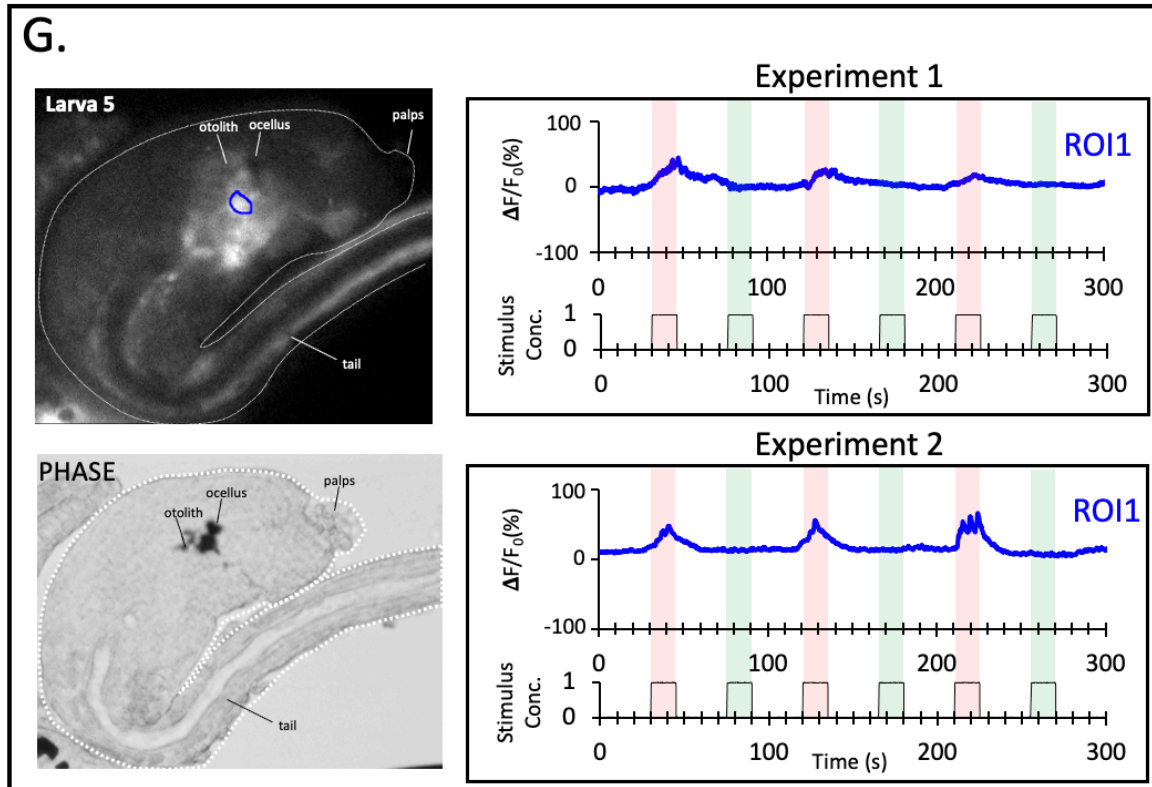 G.
Larva 5
otolith
ocellus
palps
tail
PHASE
ocellus
otolith
palps
tail
Experiment 1
100
0
-100
ΔF/F₀(%)
ROI1
0 100 200 300
Stimulus
Conc.
1
0
0 100 200 300
Time (s)
Experiment 2
100
0
-100
ΔF/F₀(%)
ROI1
0 100 200 300
Stimulus
Conc.
1
0
0 100 200 300
Time (s)